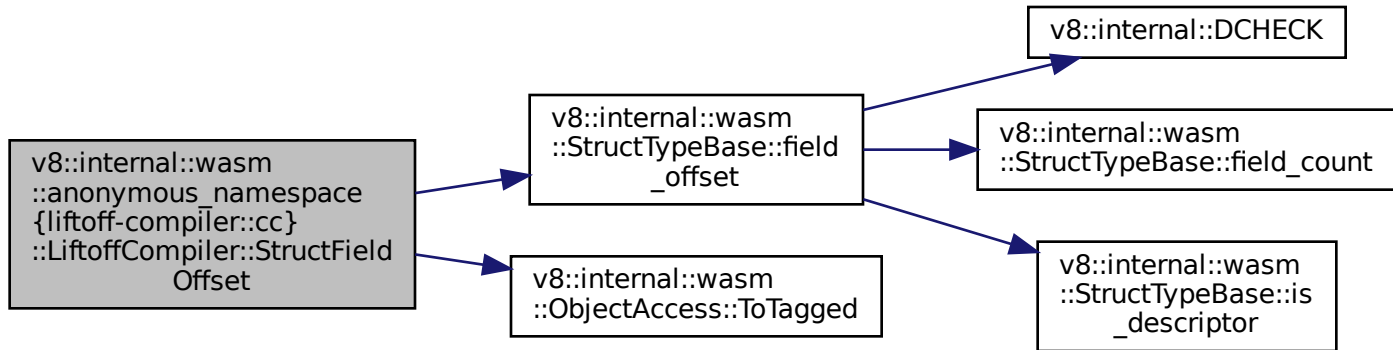 v8::internal::wasm
::anonymous_namespace
{liftoff-compiler::cc}
::LiftoffCompiler::StructField
Offset
v8::internal::wasm
::StructTypeBase::field
_offset
v8::internal::DCHECK
v8::internal::wasm
::StructTypeBase::field_count
v8::internal::wasm
::StructTypeBase::is
_descriptor
v8::internal::wasm
::ObjectAccess::ToTagged